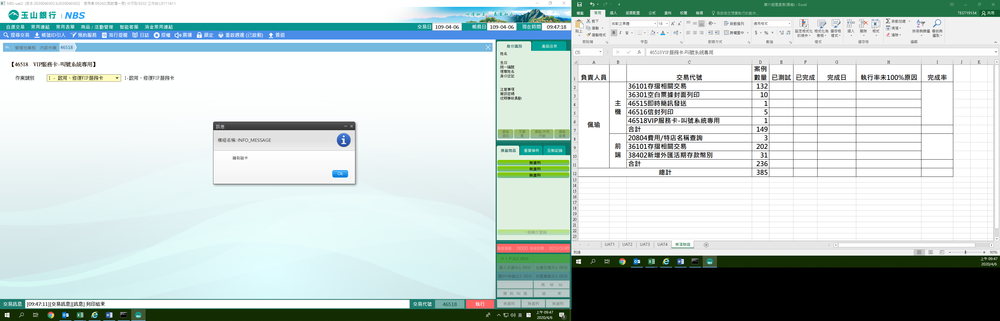 NBS-uat2 (版本:2020040302.b2020040302) 使用者:00242(測試櫃一辰) 分行別:9232 工作站:L9711A11
玉山銀行 | NBS
心清如玉。義重如山。
自選交易 常用連結 常用表單 商品 / 活動管理 智能客服 消金常用連結 交易日 109-04-06 帳務日 109-04-06 現在時間 09:47:18
搜尋交易 帳號ID引入 預約服務 蒞行提醒 日誌 授權 廣播 鎖定 重啟週邊 (已啟動) 簽退
管理性業務 內部作業 46518
【46518 VIP服務卡-叫號系統專用】
作業類別 1 - 啟用、修復VIP服務卡 1-啟用、修復VIP服務卡
訊息
模組名稱: INFO_MESSAGE
請刷磁卡
Ok
身分識別 產品往來
姓名
生日
統一編號
理專姓名
身分註記
注意事項
簡訊密碼
近期事故異動
顧客資訊 手續費 通路/共同行銷 顧客影像
推薦商品 重要事件 互動記錄
無資料
無資料
無資料
一般轉介登錄
服務號碼： 0000 等候時間： 00分00秒
ＶＩＰ:0人 00分
個人交易:0人 00分 企業交易:0人 00分
開戶/申請:0人 00分 外匯業務:0人 00分
再 呼 叫
預 約 叫 號 結 束
無資料 無資料 無資料
交易訊息 [09:47:11][交易訊息][訊息] 列印結束 交易代號 46518 執行
英 上午 09:47
2020/4/6
3
第六組進度表(佩瑜) - Excel
檔案 常用 插入 版面配置 公式 資料 校閱 檢視 告訴我您想要執行的動作... TEST19134 共用
貼上 剪下 複製 複製格式 剪貼簿
微軟正黑體 18 B I U 字型
自動換列 跨欄置中 對齊方式
通用格式 $ % 數值
設定格式化的條件 格式化為表格 儲存格樣式 樣式
插入 刪除 格式 儲存格
自動加總 填滿 清除 排序與篩選 尋找與選取 編輯
C6 fx 46518VIP服務卡-叫號系統專用
A B C D E F G H I J K
1 負責人員 交易代號 案例數量 已測試 已完成 完成日 執行率未100%原因 完成率
佩瑜
主機
2 36101存摺相關交易 132
3 36301空白票據封面列印 10
4 46515即時簡訊發送 1
5 46516信封列印 5
6 46518VIP服務卡-叫號系統專用 1
7 合計 149
前端
8 20804費用/特店名稱查詢 3
9 36101存摺相關交易 202
10 38402新增外匯活期存款幣別 31
11 合計 236
12 總計 385
13
14
15
16
17
18
19
20
21
22
23
UAT1 UAT2 UAT3 UAT4 專項驗證
就緒 90%
上午 09:47
2020/4/6